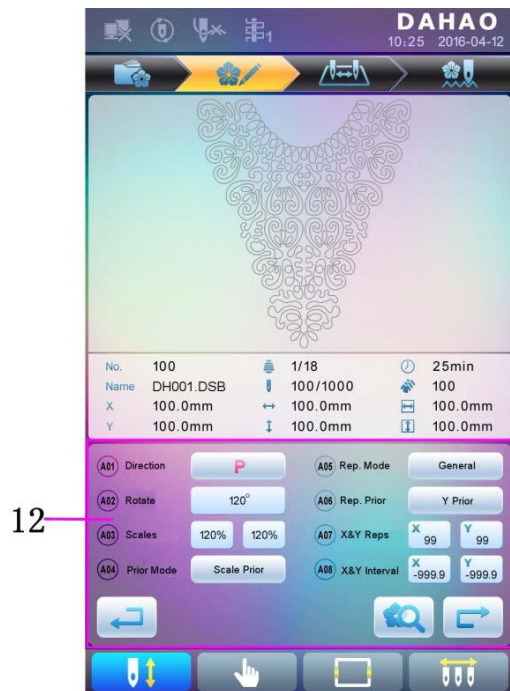 DAHAO
1
10:25 2016-04-12
No. 100 1/18 25min
Name DH001.DSB 100/1000 100
X 100.0mm 100.0mm 100.0mm
Y 100.0mm 100.0mm 100.0mm
A01 Direction P A05 Rep. Mode General
A02 Rotate 120° A06 Rep. Prior Y Prior
12
A03 Scales 120% 120% A07 X&Y Reps X 99 Y 99
A04 Prior Mode Scale Prior A08 X&Y Interval X -999.9 Y -999.9